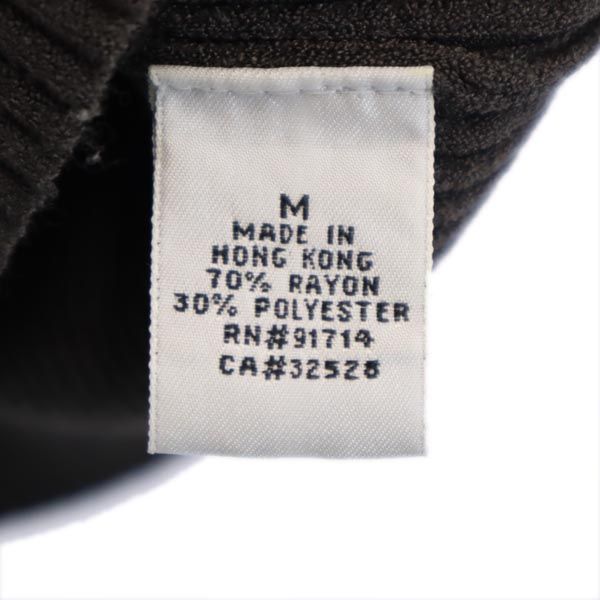 M
MADE IN
HONG KONG
70% RAYON
30% POLYESTER
RN#91714
CA#32528